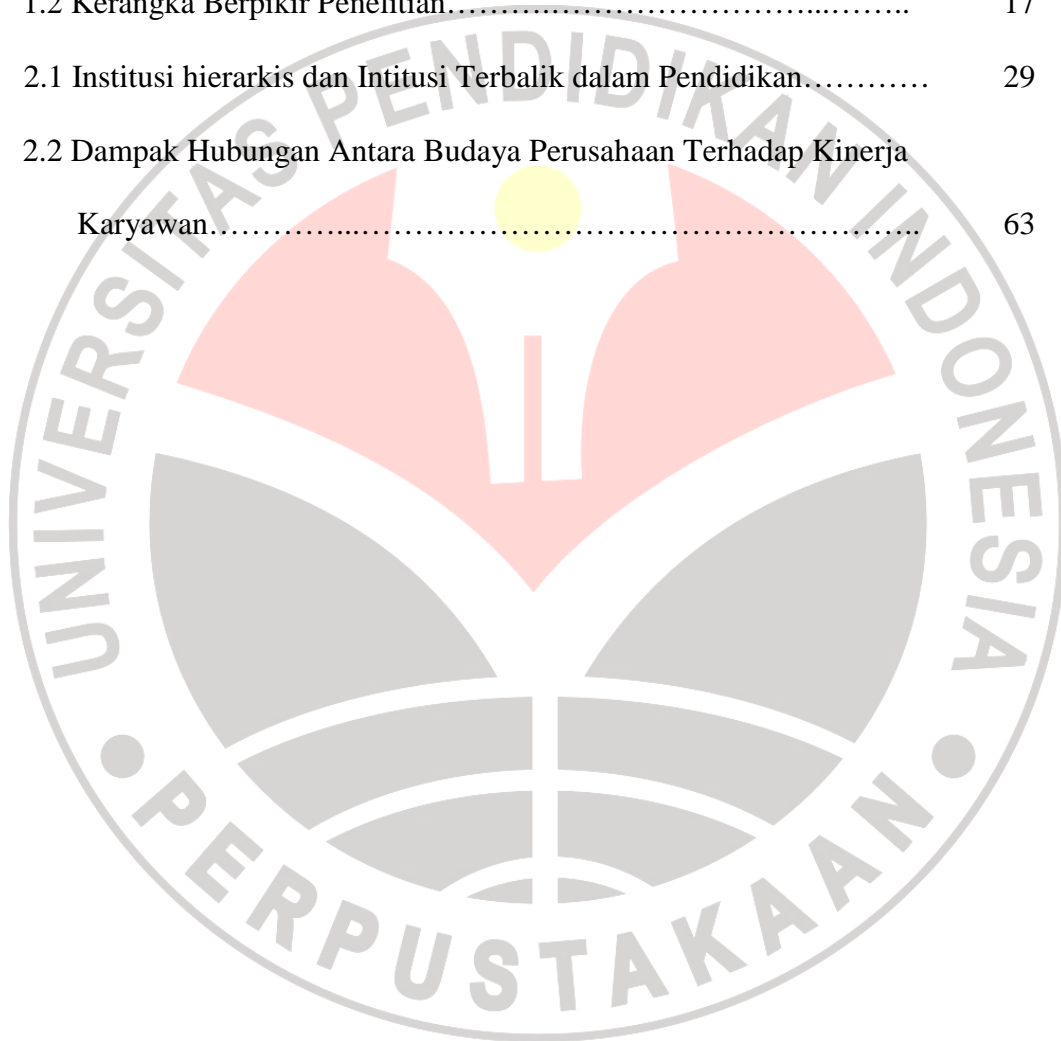 1.2 Kerangka Berpikir Penelitian……….……………………...…….. 17
2.1 Institusi hierarkis dan Intitusi Terbalik dalam Pendidikan………… 29
2.2 Dampak Hubungan Antara Budaya Perusahaan Terhadap Kinerja
Karyawan…………...……………………………………………….. 63
UNIVERSITAS PENDIDIKAN INDONESIA
PERPUSTAKAAN